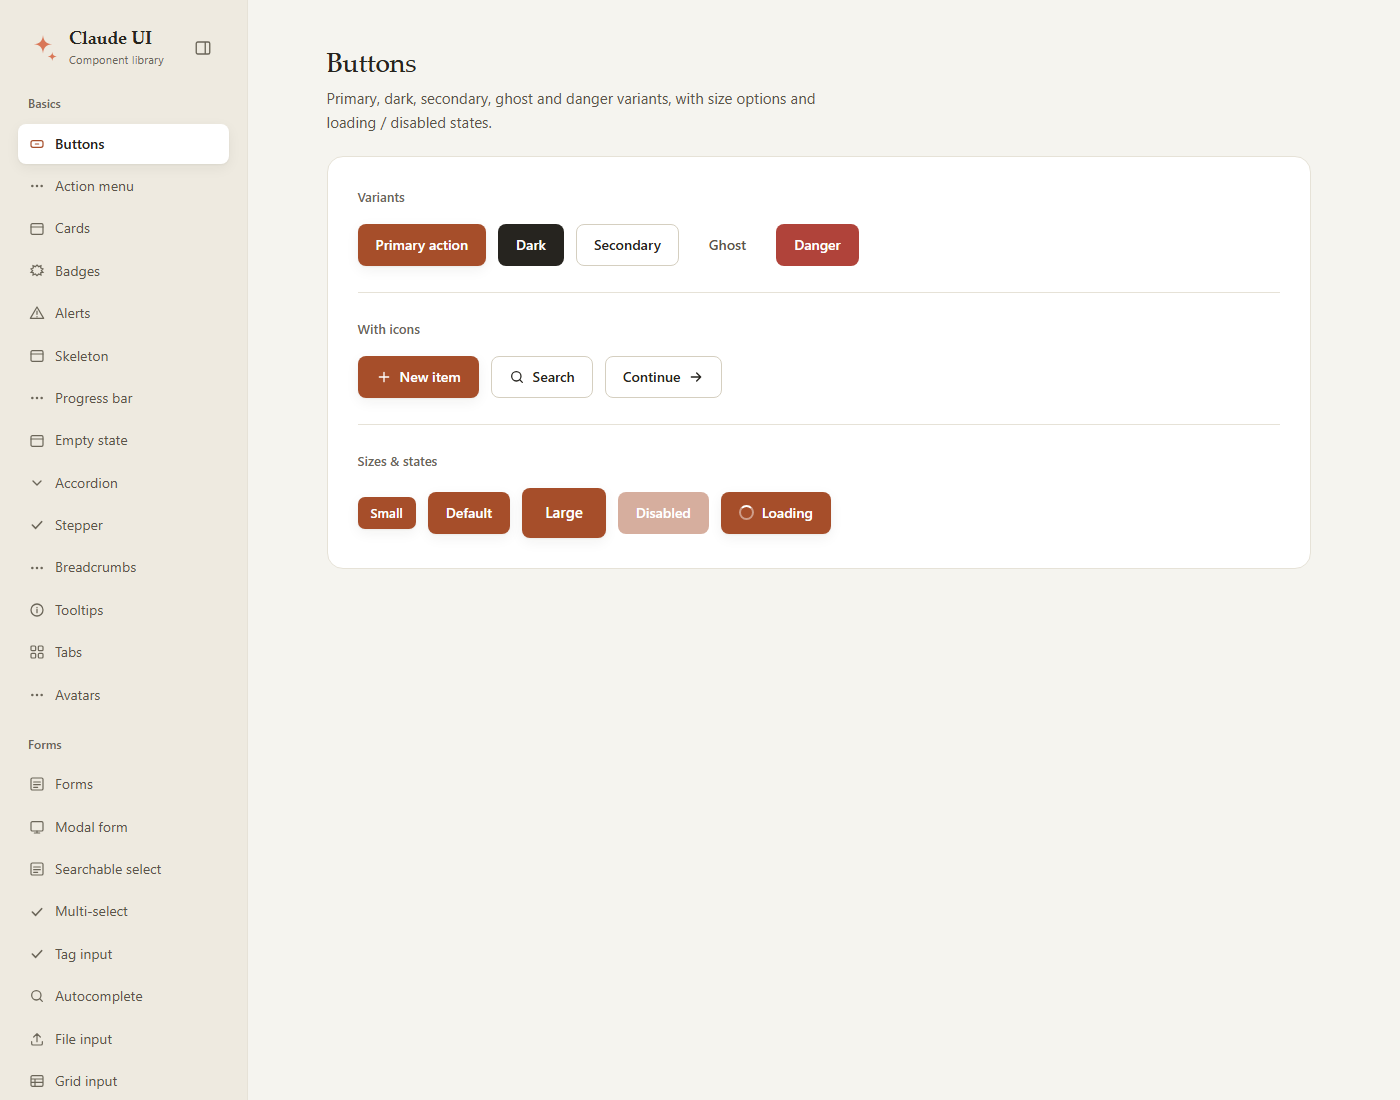 Claude UI
Component library
Basics
Buttons
Action menu
Cards
Badges
Alerts
Skeleton
Progress bar
Empty state
Accordion
Stepper
Breadcrumbs
Tooltips
Tabs
Avatars
Forms
Forms
Modal form
Searchable select
Multi-select
Tag input
Autocomplete
File input
Grid input
Buttons
Primary, dark, secondary, ghost and danger variants, with size options and
loading / disabled states.
Variants
Primary action Dark Secondary Ghost Danger
With icons
New item Search Continue
Sizes & states
Small Default Large Disabled Loading